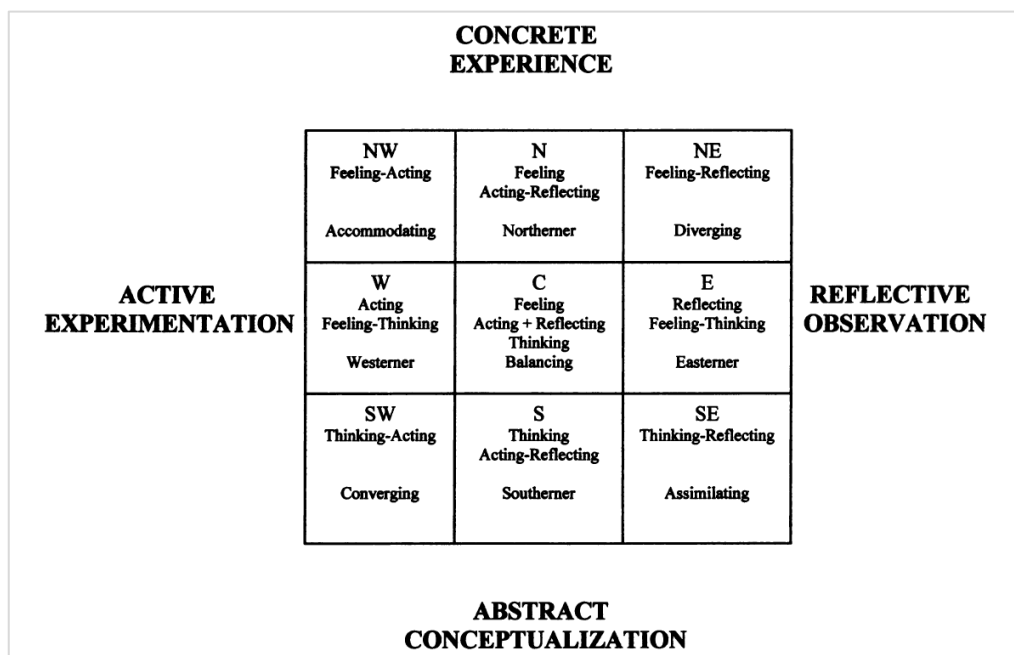 CONCRETE
EXPERIENCE
NW
Feeling-Acting
Accommodating
N
Feeling
Acting-Reflecting
Northerner
NE
Feeling-Reflecting
Diverging
ACTIVE
EXPERIMENTATION
W
Acting
Feeling-Thinking
Westerner
C
Feeling
Acting + Reflecting
Thinking
Balancing
E
Reflecting
Feeling-Thinking
Easterner
REFLECTIVE
OBSERVATION
SW
Thinking-Acting
Converging
S
Thinking
Acting-Reflecting
Southerner
SE
Thinking-Reflecting
Assimilating
ABSTRACT
CONCEPTUALIZATION